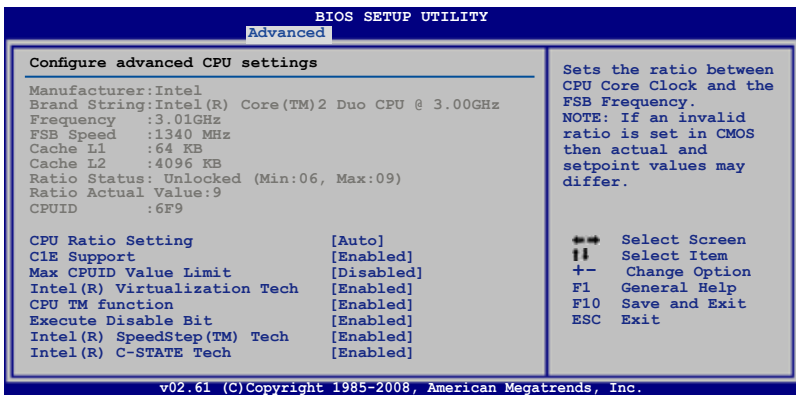 BIOS SETUP UTILITY
Advanced
Configure advanced CPU settings
Manufacturer:Intel
Brand String:Intel(R) Core(TM)2 Duo CPU @ 3.00GHz
Frequency :3.01GHz
FSB Speed :1340 MHz
Cache L1 :64 KB
Cache L2 :4096 KB
Ratio Status: Unlocked (Min:06, Max:09)
Ratio Actual Value:9
CPUID :6F9
CPU Ratio Setting [Auto]
C1E Support [Enabled]
Max CPUID Value Limit [Disabled]
Intel(R) Virtualization Tech [Enabled]
CPU TM function [Enabled]
Execute Disable Bit [Enabled]
Intel(R) SpeedStep(TM) Tech [Enabled]
Intel(R) C-STATE Tech [Enabled]
Sets the ratio between
CPU Core Clock and the
FSB Frequency.
NOTE: If an invalid
ratio is set in CMOS
then actual and
setpoint values may
differ.
←→ Select Screen
↑↓ Select Item
+- Change Option
F1 General Help
F10 Save and Exit
ESC Exit
v02.61 (C)Copyright 1985-2008, American Megatrends, Inc.